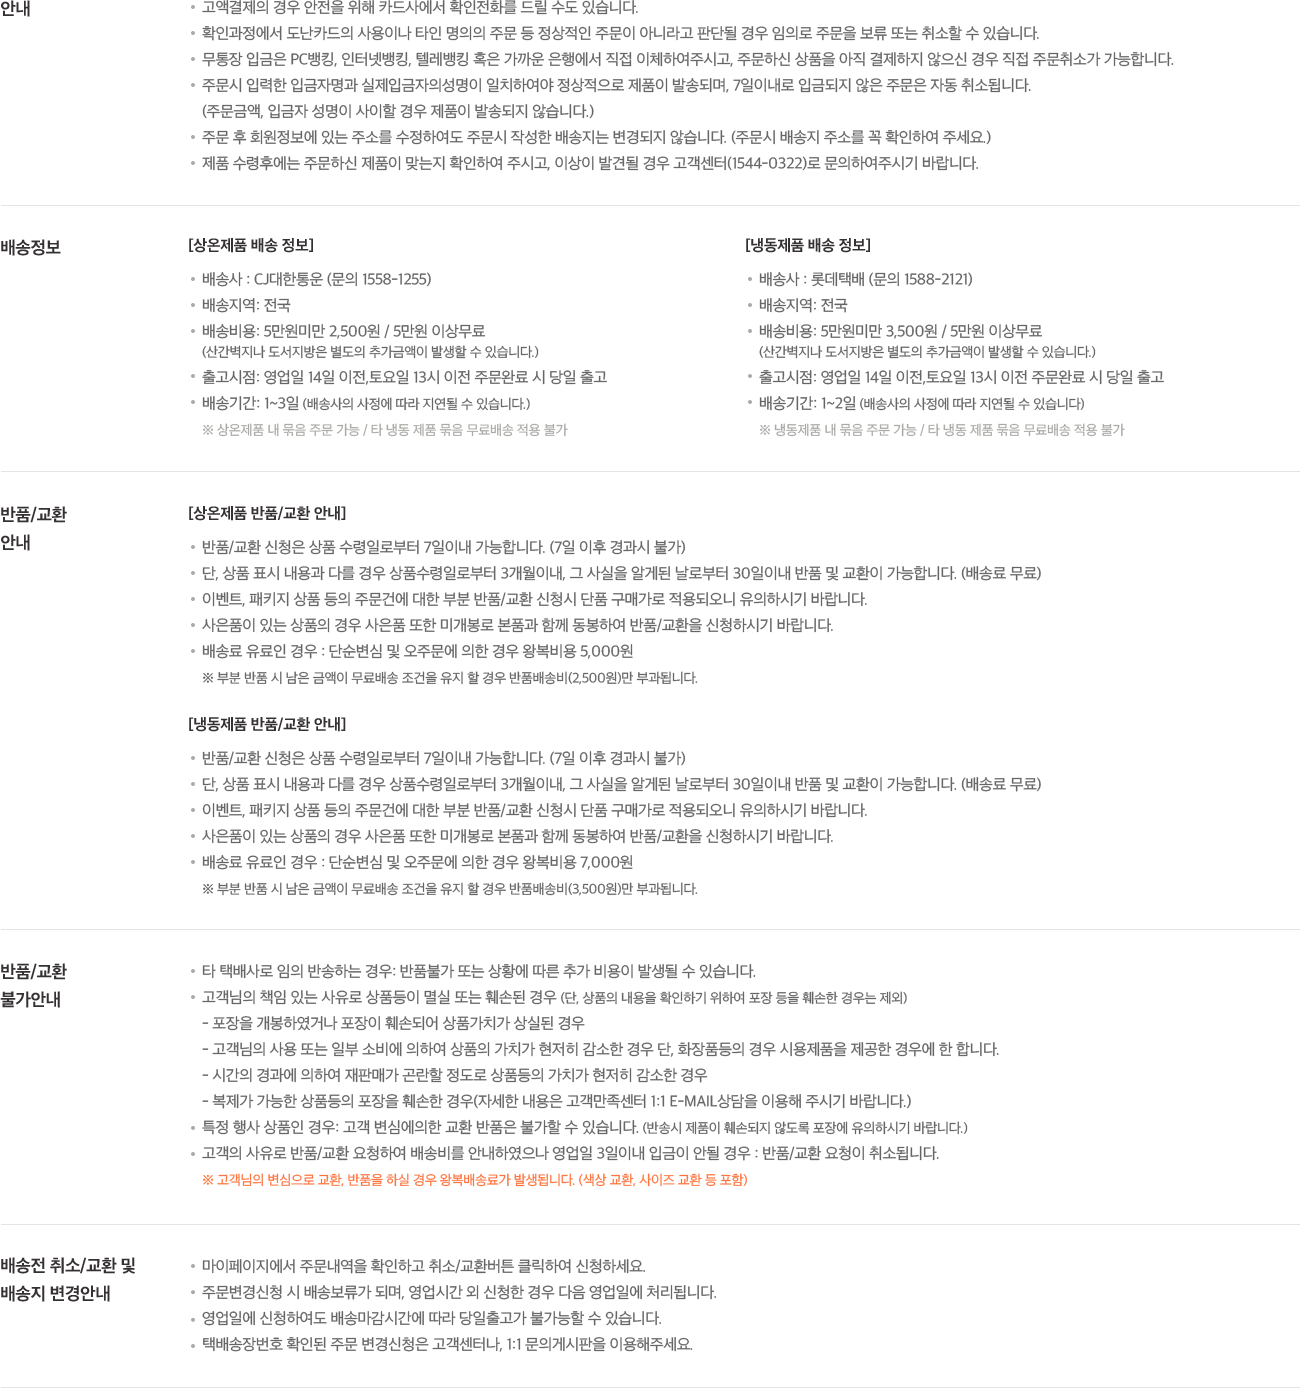 안내
고액결제의 경우 안전을 위해 카드사에서 확인전화를 드릴 수도 있습니다.
확인과정에서 도난카드의 사용이나 타인 명의의 주문 등 정상적인 주문이 아니라고 판단될 경우 임의로 주문을 보류 또는 취소할 수 있습니다.
무통장 입금은 PC뱅킹, 인터넷뱅킹, 텔레뱅킹 혹은 가까운 은행에서 직접 이체하여주시고, 주문하신 상품을 아직 결제하지 않으신 경우 직접 주문취소가 가능합니다.
주문시 입력한 입금자명과 실제입금자의성명이 일치하여야 정상적으로 제품이 발송되며, 7일이내로 입금되지 않은 주문은 자동 취소됩니다.
(주문금액, 입금자 성명이 사이할 경우 제품이 발송되지 않습니다.)
주문 후 회원정보에 있는 주소를 수정하여도 주문시 작성한 배송지는 변경되지 않습니다. (주문시 배송지 주소를 꼭 확인하여 주세요.)
제품 수령후에는 주문하신 제품이 맞는지 확인하여 주시고, 이상이 발견될 경우 고객센터(1544-0322)로 문의하여주시기 바랍니다.
배송정보
[상온제품 배송 정보]
배송사 : CJ대한통운 (문의 1558-1255)
배송지역: 전국
배송비용: 5만원미만 2,500원 / 5만원 이상무료
(산간벽지나 도서지방은 별도의 추가금액이 발생할 수 있습니다.)
출고시점: 영업일 14일 이전,토요일 13시 이전 주문완료 시 당일 출고
배송기간: 1~3일 (배송사의 사정에 따라 지연될 수 있습니다.)
※ 상온제품 내 묶음 주문 가능 / 타 냉동 제품 묶음 무료배송 적용 불가
[냉동제품 배송 정보]
배송사 : 롯데택배 (문의 1588-2121)
배송지역: 전국
배송비용: 5만원미만 3,500원 / 5만원 이상무료
(산간벽지나 도서지방은 별도의 추가금액이 발생할 수 있습니다.)
출고시점: 영업일 14일 이전,토요일 13시 이전 주문완료 시 당일 출고
배송기간: 1~2일 (배송사의 사정에 따라 지연될 수 있습니다)
※ 냉동제품 내 묶음 주문 가능 / 타 냉동 제품 묶음 무료배송 적용 불가
반품/교환
안내
[상온제품 반품/교환 안내]
반품/교환 신청은 상품 수령일로부터 7일이내 가능합니다. (7일 이후 경과시 불가)
단, 상품 표시 내용과 다를 경우 상품수령일로부터 3개월이내, 그 사실을 알게된 날로부터 30일이내 반품 및 교환이 가능합니다. (배송료 무료)
이벤트, 패키지 상품 등의 주문건에 대한 부분 반품/교환 신청시 단품 구매가로 적용되오니 유의하시기 바랍니다.
사은품이 있는 상품의 경우 사은품 또한 미개봉로 본품과 함께 동봉하여 반품/교환을 신청하시기 바랍니다.
배송료 유료인 경우 : 단순변심 및 오주문에 의한 경우 왕복비용 5,000원
※ 부분 반품 시 남은 금액이 무료배송 조건을 유지 할 경우 반품배송비(2,500원)만 부과됩니다.
[냉동제품 반품/교환 안내]
반품/교환 신청은 상품 수령일로부터 7일이내 가능합니다. (7일 이후 경과시 불가)
단, 상품 표시 내용과 다를 경우 상품수령일로부터 3개월이내, 그 사실을 알게된 날로부터 30일이내 반품 및 교환이 가능합니다. (배송료 무료)
이벤트, 패키지 상품 등의 주문건에 대한 부분 반품/교환 신청시 단품 구매가로 적용되오니 유의하시기 바랍니다.
사은품이 있는 상품의 경우 사은품 또한 미개봉로 본품과 함께 동봉하여 반품/교환을 신청하시기 바랍니다.
배송료 유료인 경우 : 단순변심 및 오주문에 의한 경우 왕복비용 7,000원
※ 부분 반품 시 남은 금액이 무료배송 조건을 유지 할 경우 반품배송비(3,500원)만 부과됩니다.
반품/교환
불가안내
타 택배사로 임의 반송하는 경우: 반품불가 또는 상황에 따른 추가 비용이 발생될 수 있습니다.
고객님의 책임 있는 사유로 상품등이 멸실 또는 훼손된 경우 (단, 상품의 내용을 확인하기 위하여 포장 등을 훼손한 경우는 제외)
- 포장을 개봉하였거나 포장이 훼손되어 상품가치가 상실된 경우
- 고객님의 사용 또는 일부 소비에 의하여 상품의 가치가 현저히 감소한 경우 단, 화장품등의 경우 시용제품을 제공한 경우에 한 합니다.
- 시간의 경과에 의하여 재판매가 곤란할 정도로 상품등의 가치가 현저히 감소한 경우
- 복제가 가능한 상품등의 포장을 훼손한 경우(자세한 내용은 고객만족센터 1:1 E-MAIL상담을 이용해 주시기 바랍니다.)
특정 행사 상품인 경우: 고객 변심에의한 교환 반품은 불가할 수 있습니다. (반송시 제품이 훼손되지 않도록 포장에 유의하시기 바랍니다.)
고객의 사유로 반품/교환 요청하여 배송비를 안내하였으나 영업일 3일이내 입금이 안될 경우 : 반품/교환 요청이 취소됩니다.
※ 고객님의 변심으로 교환, 반품을 하실 경우 왕복배송료가 발생됩니다. (색상 교환, 사이즈 교환 등 포함)
배송전 취소/교환 및
배송지 변경안내
마이페이지에서 주문내역을 확인하고 취소/교환버튼 클릭하여 신청하세요.
주문변경신청 시 배송보류가 되며, 영업시간 외 신청한 경우 다음 영업일에 처리됩니다.
영업일에 신청하여도 배송마감시간에 따라 당일출고가 불가능할 수 있습니다.
택배송장번호 확인된 주문 변경신청은 고객센터나, 1:1 문의게시판을 이용해주세요.